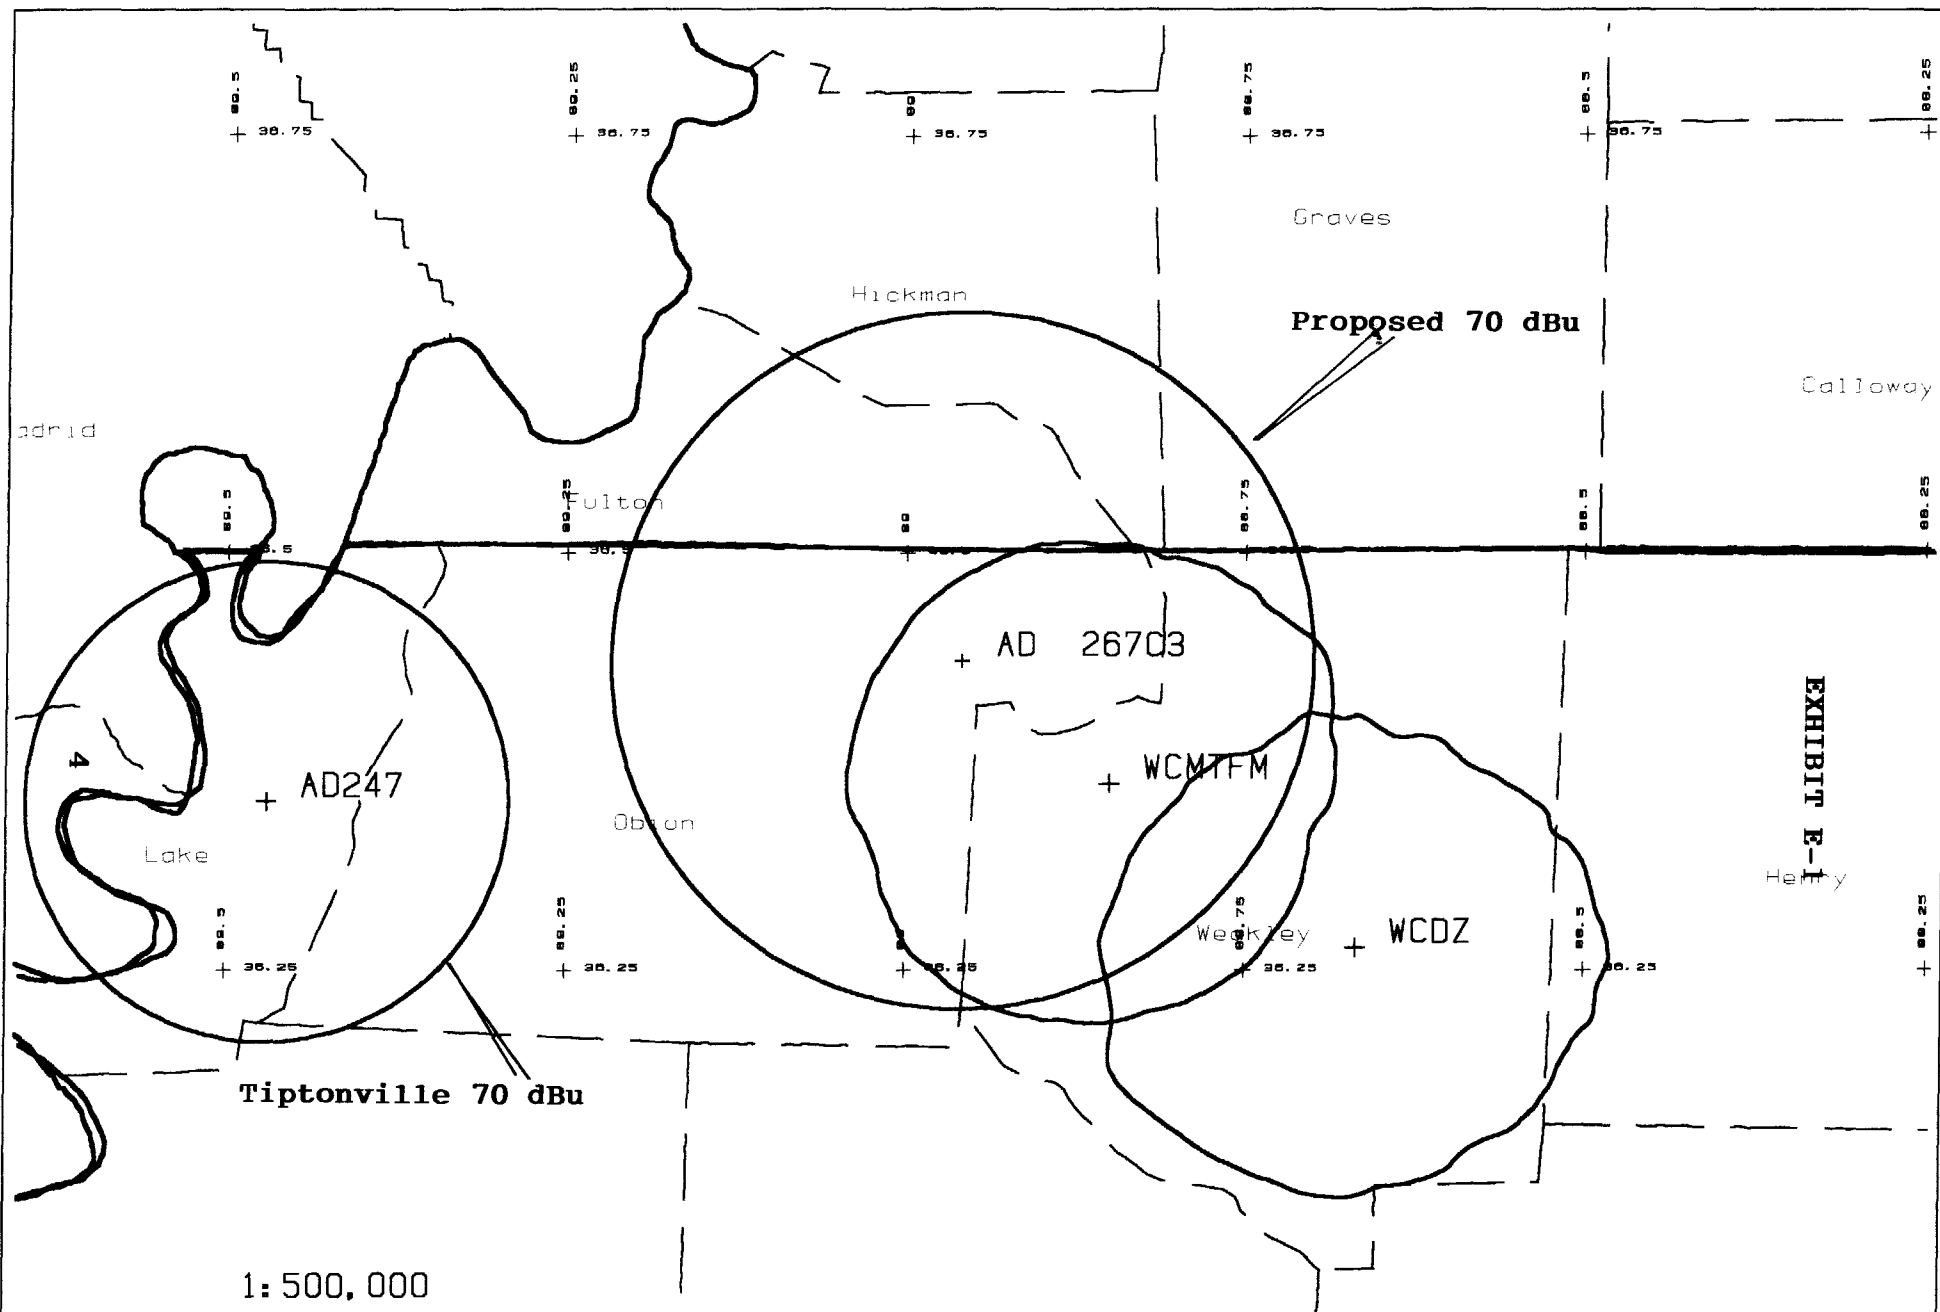 89.5
36.75
89.25
36.75
89
36.75
88.75
36.75
88.5
36.75
88.25
Graves
Hickman
Proposed 70 dBu
Calloway
adrid
89.5
89.25
Fulton
89
88.75
88.5
88.25
AD 267C3
EXHIBIT E-1
4
AD247
WCMTFM
Obion
Lake
Henry
89.5
36.25
89.25
36.25
36.25
Weakley
88.75
36.25
WCDZ
88.5
36.25
88.25
Tiptonville 70 dBu
1:500,000